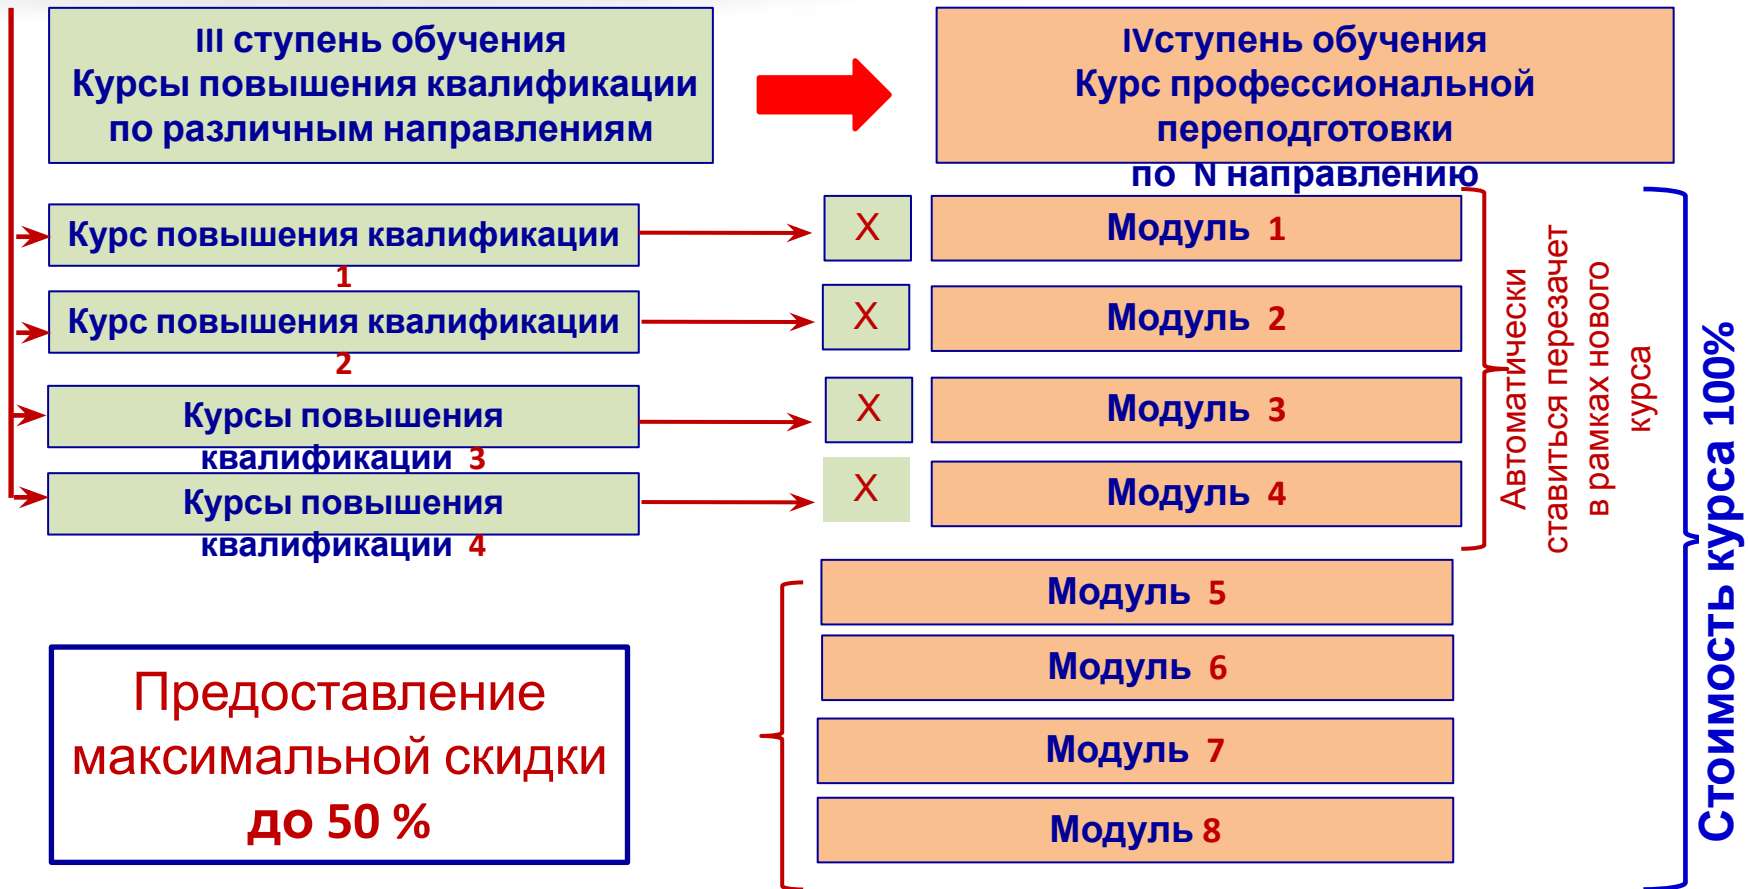 III ступень обучения
Курсы повышения квалификации
по различным направлениям
IVступень обучения
Курс профессиональной
переподготовки
по N направлению
Курс повышения квалификации
1
X
Модуль 1
Курс повышения квалификации
2
X
Модуль 2
Курсы повышения
квалификации 3
X
Модуль 3
Курсы повышения
квалификации 4
X
Модуль 4
Автоматически
ставиться перезачет
в рамках нового
курса
Стоимость курса 100%
Модуль 5
Модуль 6
Модуль 7
Модуль 8
Предоставление
максимальной скидки
до 50 %